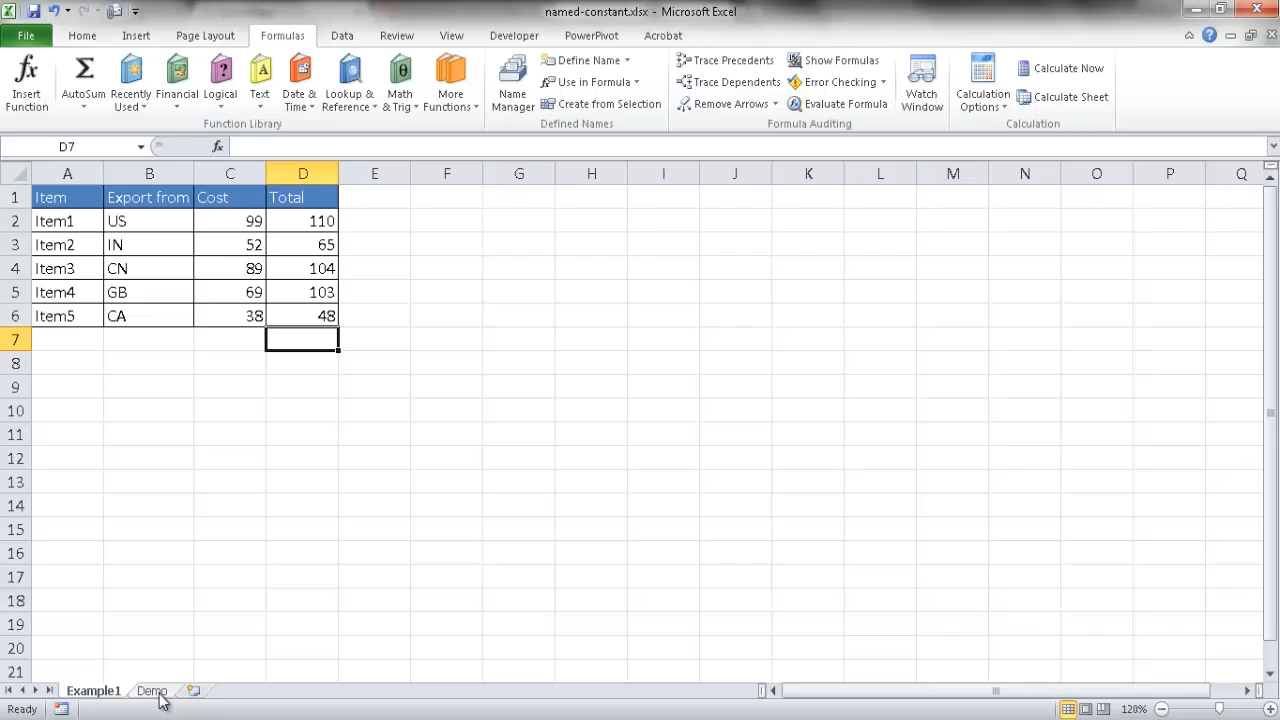 named-constant.xlsx - Microsoft Excel
File Home Insert Page Layout Formulas Data Review View Developer PowerPivot Acrobat
Insert Function
AutoSum
Recently Used
Financial
Logical
Text
Date & Time
Lookup & Reference
Math & Trig
More Functions
Function Library
Name Manager
Define Name
Use in Formula
Create from Selection
Defined Names
Trace Precedents
Trace Dependents
Remove Arrows
Show Formulas
Error Checking
Evaluate Formula
Formula Auditing
Watch Window
Calculation Options
Calculate Now
Calculate Sheet
Calculation
D7 fx
A B C D E F G H I J K L M N O P Q
1 Item Export from Cost Total
2 Item1 US 99 110
3 Item2 IN 52 65
4 Item3 CN 89 104
5 Item4 GB 69 103
6 Item5 CA 38 48
7
8
9
10
11
12
13
14
15
16
17
18
19
20
21
Example1 Demo
Ready 120%